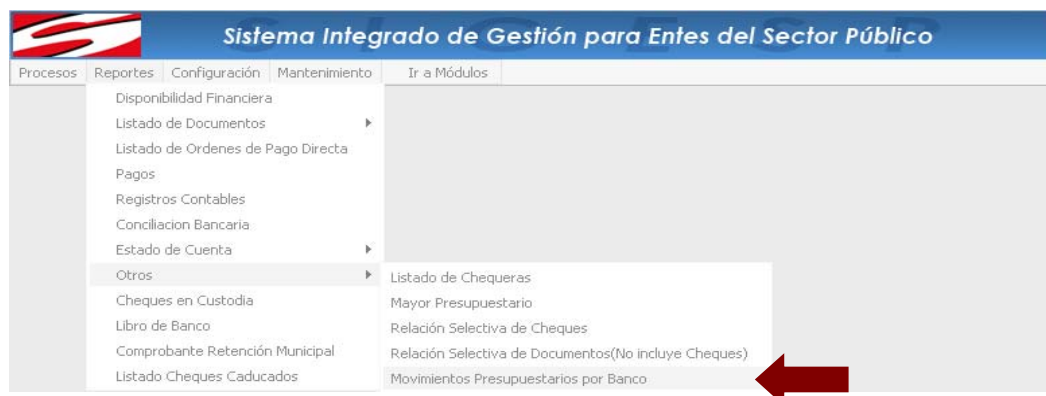 Sistema Integrado de Gestión para Entes del Sector Público
Procesos Reportes Configuración Mantenimiento Ir a Módulos
Disponibilidad Financiera
Listado de Documentos
Listado de Ordenes de Pago Directa
Pagos
Registros Contables
Conciliacion Bancaria
Estado de Cuenta
Otros
Cheques en Custodia
Libro de Banco
Comprobante Retención Municipal
Listado Cheques Caducados
Listado de Chequeras
Mayor Presupuestario
Relación Selectiva de Cheques
Relación Selectiva de Documentos(No incluye Cheques)
Movimientos Presupuestarios por Banco